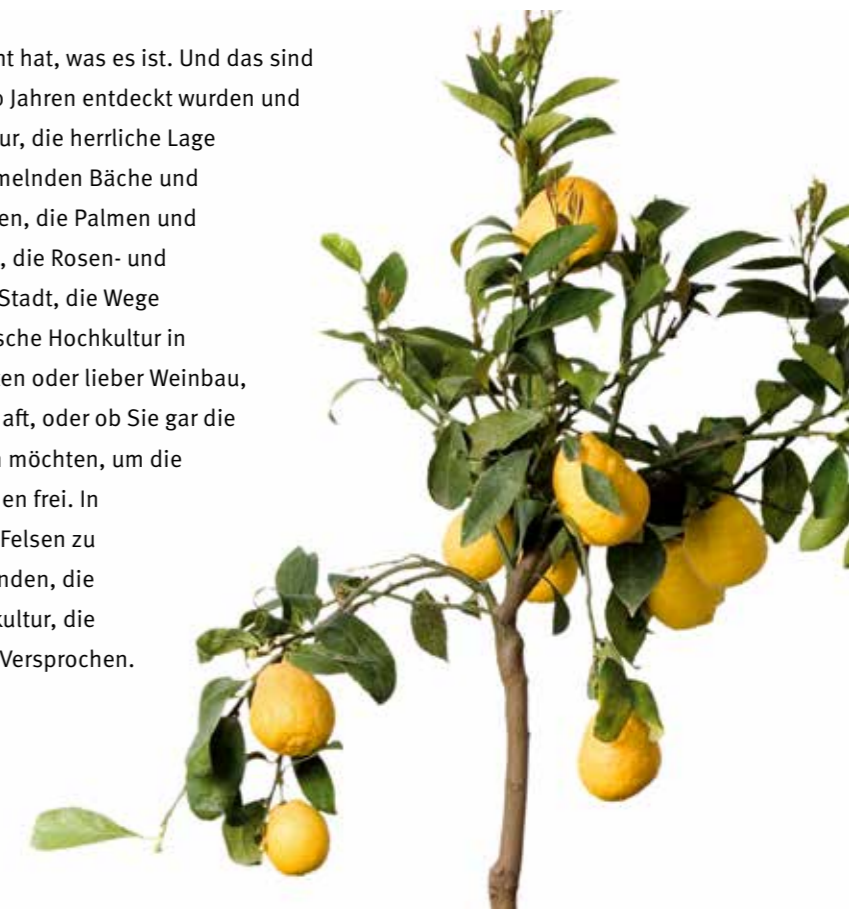 nt hat, was es ist. Und das sind
o Jahren entdeckt wurden und
ur, die herrliche Lage
melnden Bäche und
en, die Palmen und
, die Rosen- und
Stadt, die Wege
sche Hochkultur in
en oder lieber Weinbau,
aft, oder ob Sie gar die
n möchten, um die
en frei. In
Felsen zu
nden, die
kultur, die
Versprochen.